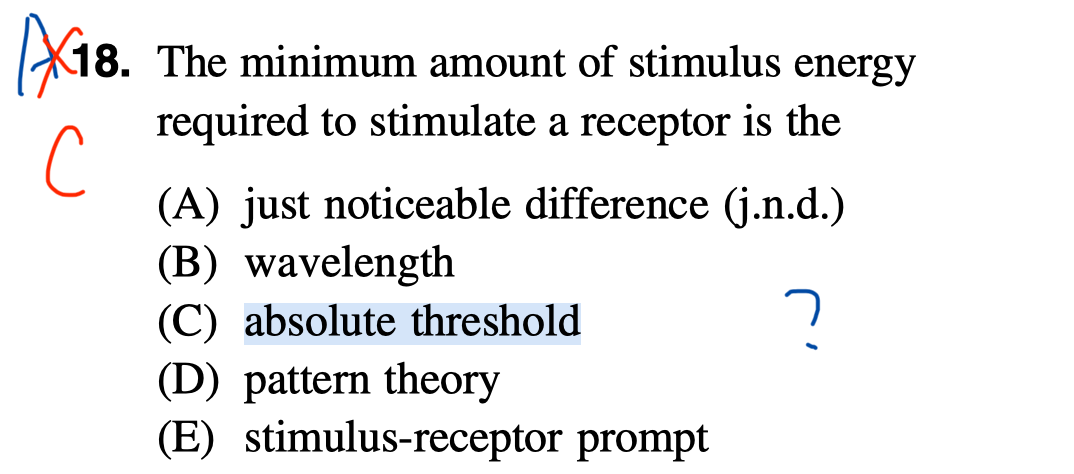 A
18. The minimum amount of stimulus energy
required to stimulate a receptor is the
C
(A) just noticeable difference (j.n.d.)
(B) wavelength
(C) absolute threshold
?
(D) pattern theory
(E) stimulus-receptor prompt